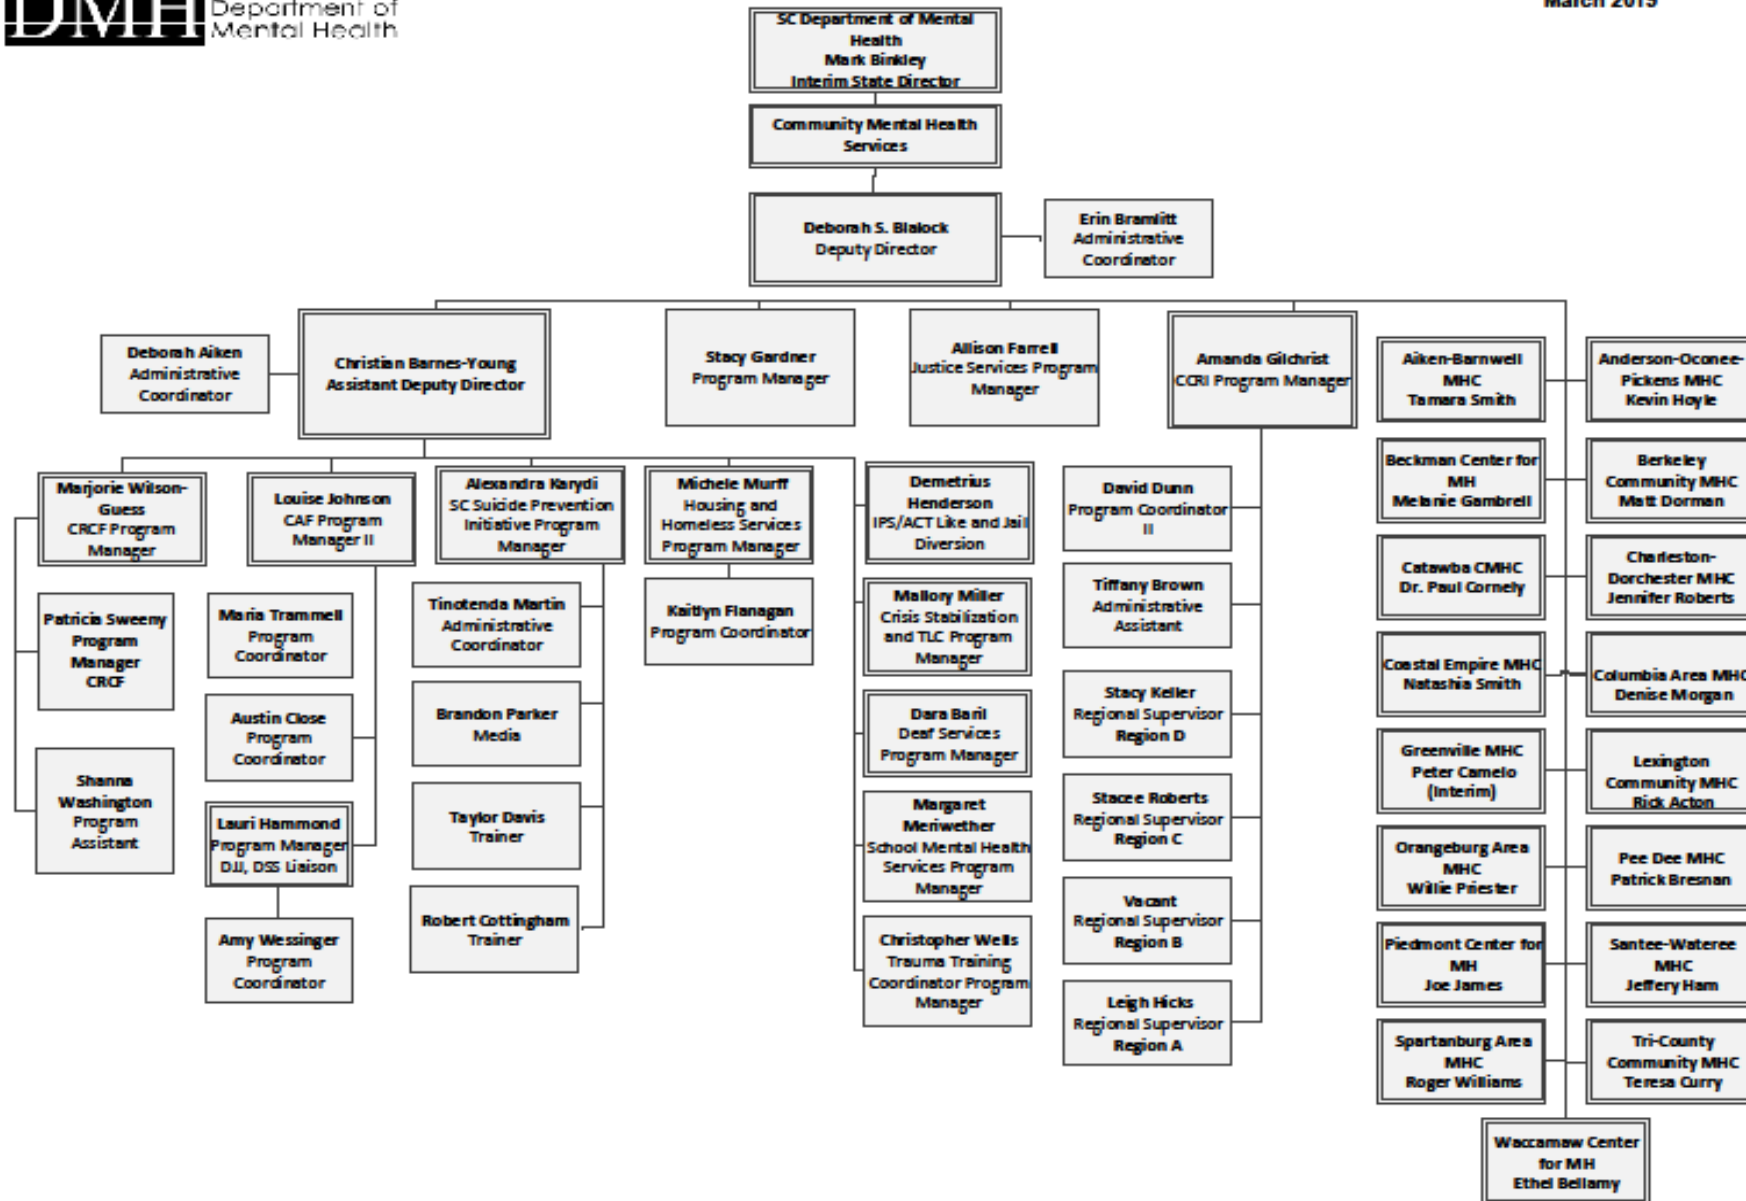 DMH
Department of
Mental Health
March 2019
SC Department of Mental
Health
Mark Binkley
Interim State Director
Community Mental Health
Services
Deborah S. Blalock
Deputy Director
Erin Bramlitt
Administrative
Coordinator
Deborah Aiken
Administrative
Coordinator
Christian Barnes-Young
Assistant Deputy Director
Stacy Gardner
Program Manager
Allison Farrell
Justice Services Program
Manager
Amanda Gilchrist
CCRI Program Manager
Marjorie Wilson-
Guess
CRCF Program
Manager
Patricia Sweeny
Program
Manager
CRCF
Shanna
Washington
Program
Assistant
Louise Johnson
CAF Program
Manager II
Maria Trammell
Program
Coordinator
Austin Close
Program
Coordinator
Lauri Hammond
Program Manager
DJJ, DSS Liaison
Amy Wessinger
Program
Coordinator
Alexandra Karydi
SC Suicide Prevention
Initiative Program
Manager
Tinotenda Martin
Administrative
Coordinator
Brandon Parker
Media
Taylor Davis
Trainer
Robert Cottingham
Trainer
Michele Murff
Housing and
Homeless Services
Program Manager
Kaitlyn Flanagan
Program Coordinator
Demetrius
Henderson
IPS/ACT Like and Jail
Diversion
Mallory Miller
Crisis Stabilization
and TLC Program
Manager
Dara Baril
Deaf Services
Program Manager
Margaret
Meriwether
School Mental Health
Services Program
Manager
Christopher Wells
Trauma Training
Coordinator Program
Manager
David Dunn
Program Coordinator
II
Tiffany Brown
Administrative
Assistant
Stacy Keller
Regional Supervisor
Region D
Stacee Roberts
Regional Supervisor
Region C
Vacant
Regional Supervisor
Region B
Leigh Hicks
Regional Supervisor
Region A
Aiken-Barnwell
MHC
Tamara Smith
Anderson-Oconee-
Pickens MHC
Kevin Hoyle
Beckman Center for
MH
Melanie Gambrell
Berkeley
Community MHC
Matt Dorman
Catawba CMHC
Dr. Paul Cornely
Charleston-
Dorchester MHC
Jennifer Roberts
Coastal Empire MHC
Natashia Smith
Columbia Area MHC
Denise Morgan
Greenville MHC
Peter Camelo
(Interim)
Lexington
Community MHC
Rick Acton
Orangeburg Area
MHC
Willie Priester
Pee Dee MHC
Patrick Bresnan
Piedmont Center for
MH
Joe James
Santee-Wateree
MHC
Jeffery Ham
Spartanburg Area
MHC
Roger Williams
Tri-County
Community MHC
Teresa Curry
Waccamaw Center
for MH
Ethel Bellamy